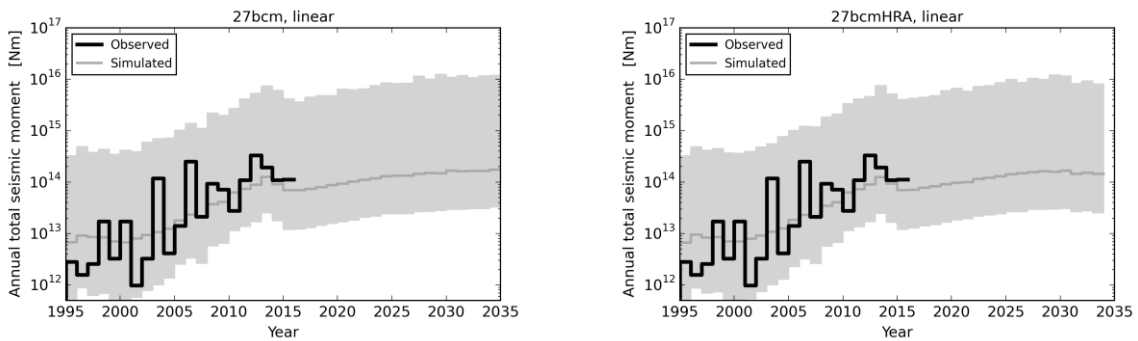 27bcm, linear
Annual total seismic moment [Nm]
10^17
10^16
10^15
10^14
10^13
10^12
Observed
Simulated
1995 2000 2005 2010 2015 2020 2025 2030 2035
Year
27bcmHRA, linear
Annual total seismic moment [Nm]
10^17
10^16
10^15
10^14
10^13
10^12
Observed
Simulated
1995 2000 2005 2010 2015 2020 2025 2030 2035
Year